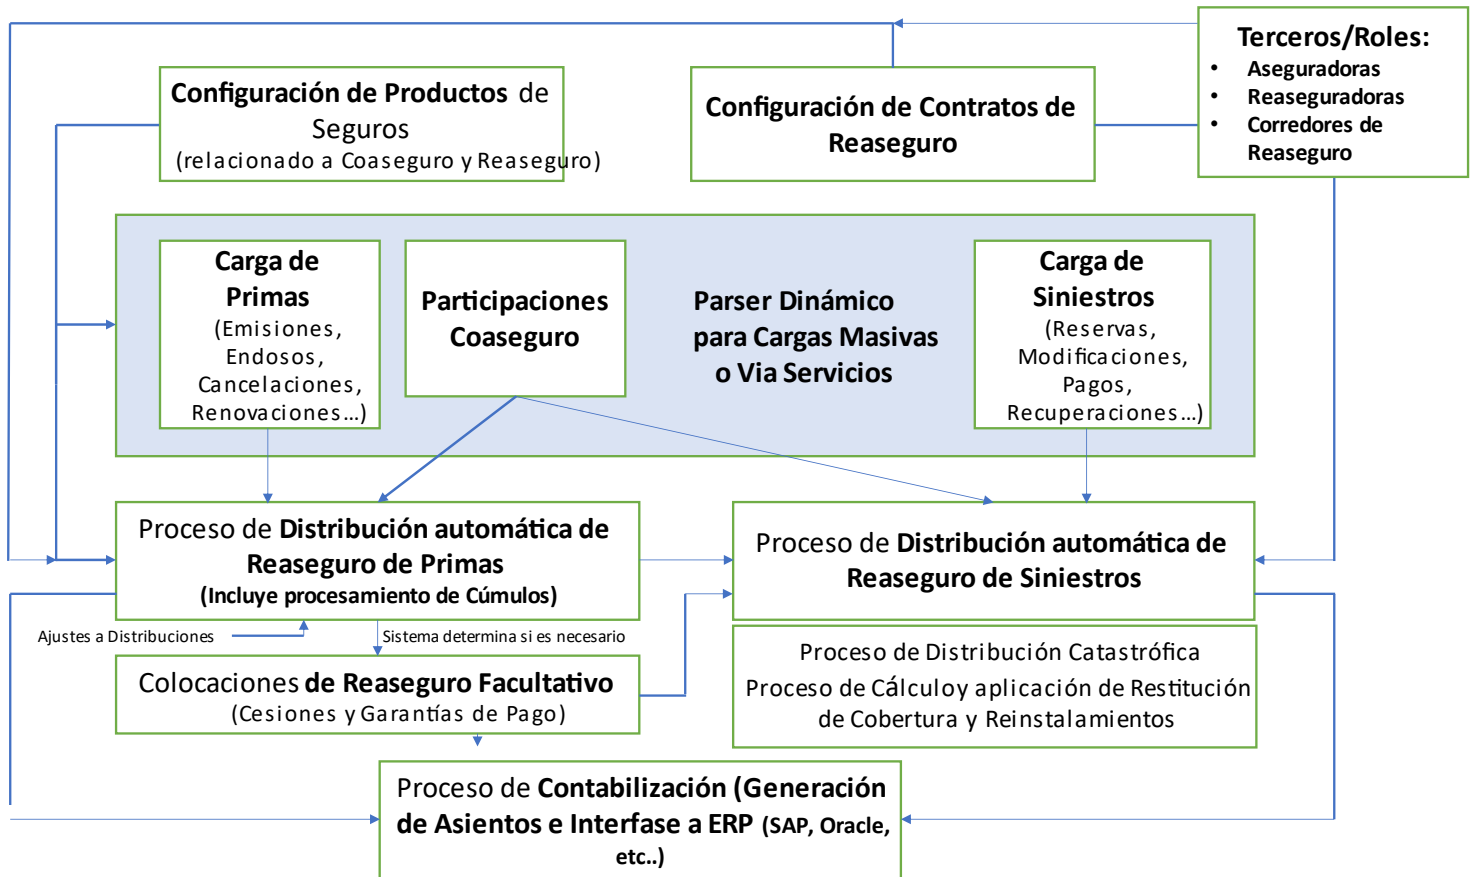 Terceros/Roles:
• Aseguradoras
• Reaseguradoras
• Corredores de
Reaseguro
Configuración de Productos de
Seguros
(relacionado a Coaseguro y Reaseguro)
Configuración de Contratos de
Reaseguro
Carga de
Primas
(Emisiones,
Endosos,
Cancelaciones,
Renovaciones…)
Participaciones
Coaseguro
Parser Dinámico
para Cargas Masivas
o Via Servicios
Carga de
Siniestros
(Reservas,
Modificaciones,
Pagos,
Recuperaciones…)
Proceso de Distribución automática de
Reaseguro de Primas
(Incluye procesamiento de Cúmulos)
Proceso de Distribución automática de
Reaseguro de Siniestros
Ajustes a Distribuciones
Sistema determina si es necesario
Colocaciones de Reaseguro Facultativo
(Cesiones y Garantías de Pago)
Proceso de Distribución Catastrófica
Proceso de Cálculoy aplicación de Restitución
de Cobertura y Reinstalamientos
Proceso de Contabilización (Generación
de Asientos e Interfase a ERP (SAP, Oracle,
etc..)